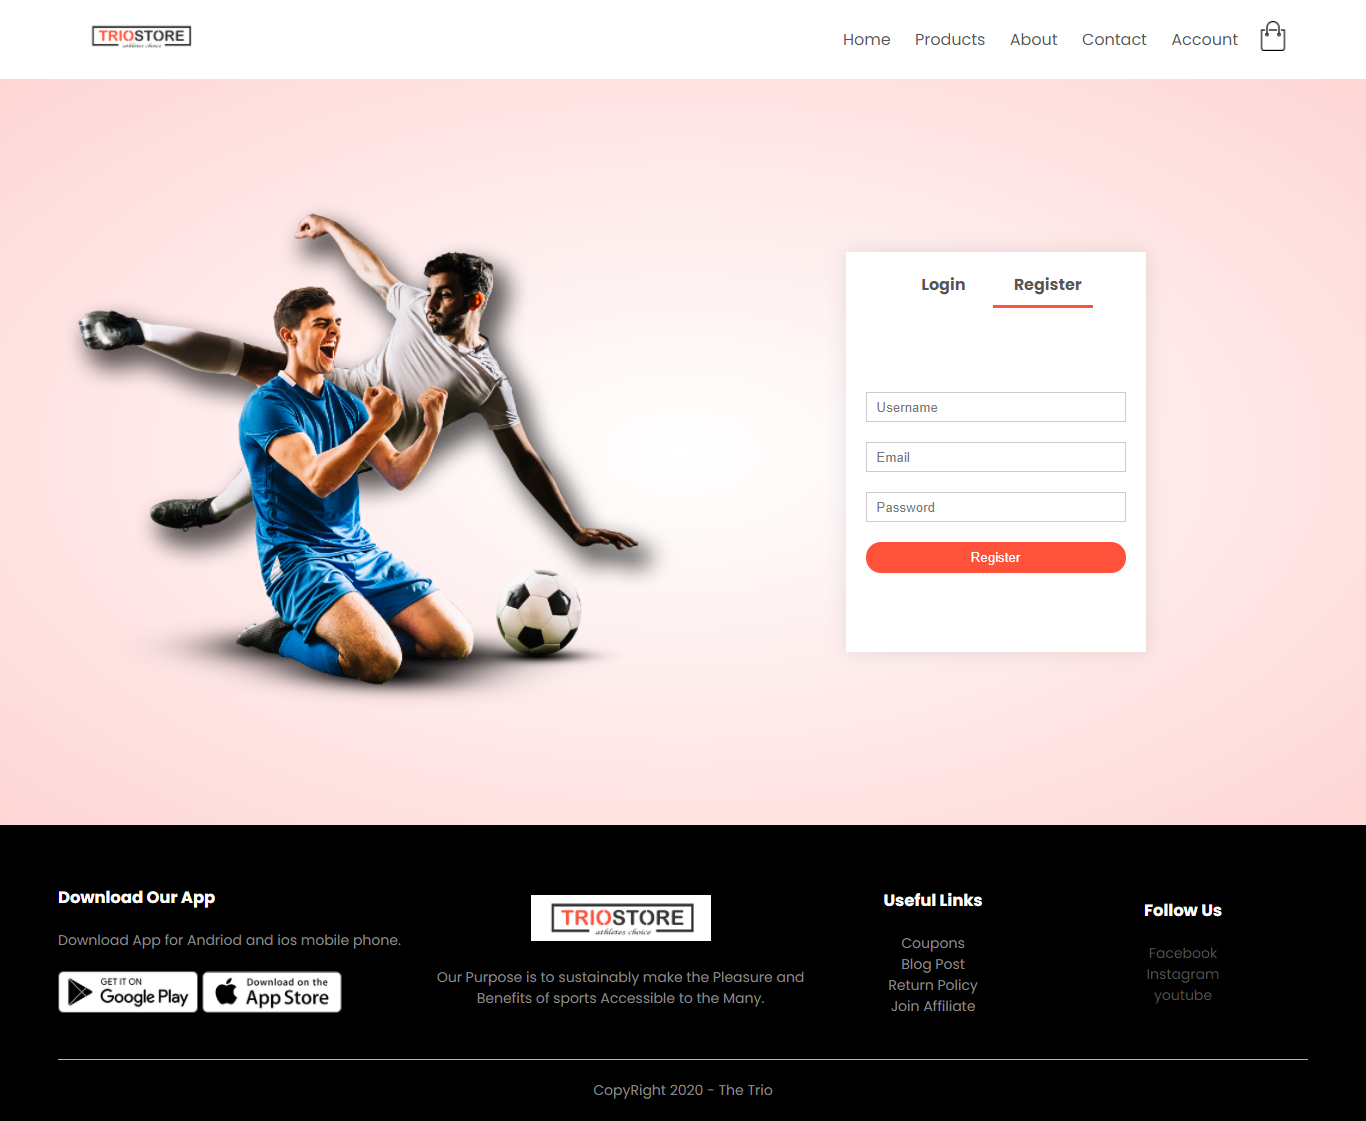 TRIOSTORE
athletes choice
Home Products About Contact Account
Login Register
Username
Email
Password
Register
Download Our App
Download App for Andriod and ios mobile phone.
GET IT ON
Google Play
Download on the
App Store
TRIOSTORE
athletes choice
Our Purpose is to sustainably make the Pleasure and
Benefits of sports Accessible to the Many.
Useful Links
Coupons
Blog Post
Return Policy
Join Affiliate
Follow Us
Facebook
Instagram
youtube
CopyRight 2020 - The Trio